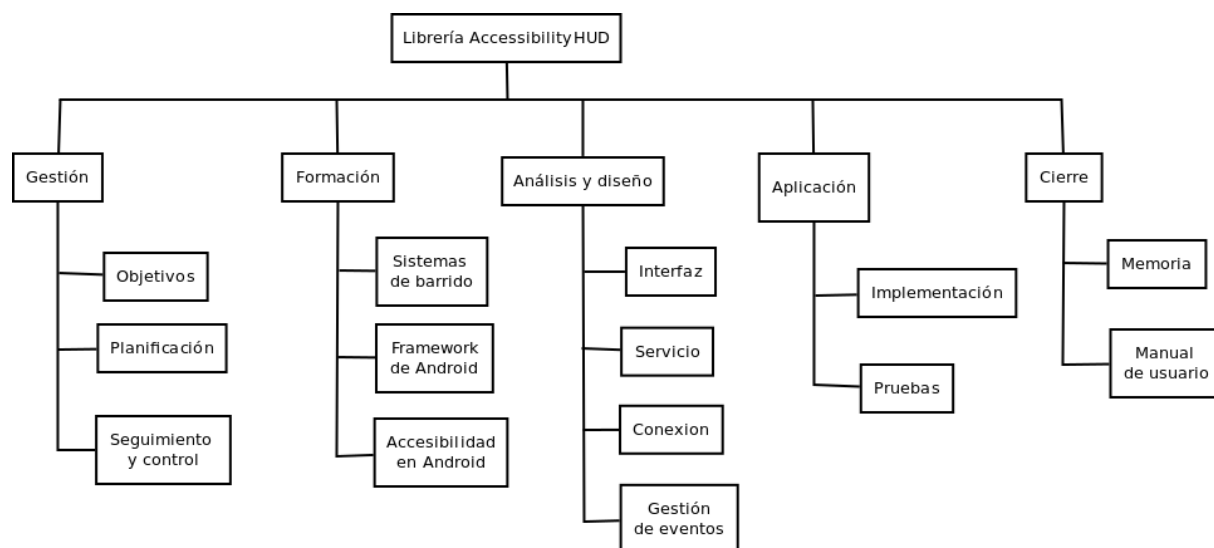 Librería AccessibilityHUD
Gestión
Formación
Análisis y diseño
Aplicación
Cierre
Objetivos
Planificación
Seguimiento
y control
Sistemas
de barrido
Framework
de Android
Accesibilidad
en Android
Interfaz
Servicio
Conexion
Gestión
de eventos
Implementación
Pruebas
Memoria
Manual
de usuario